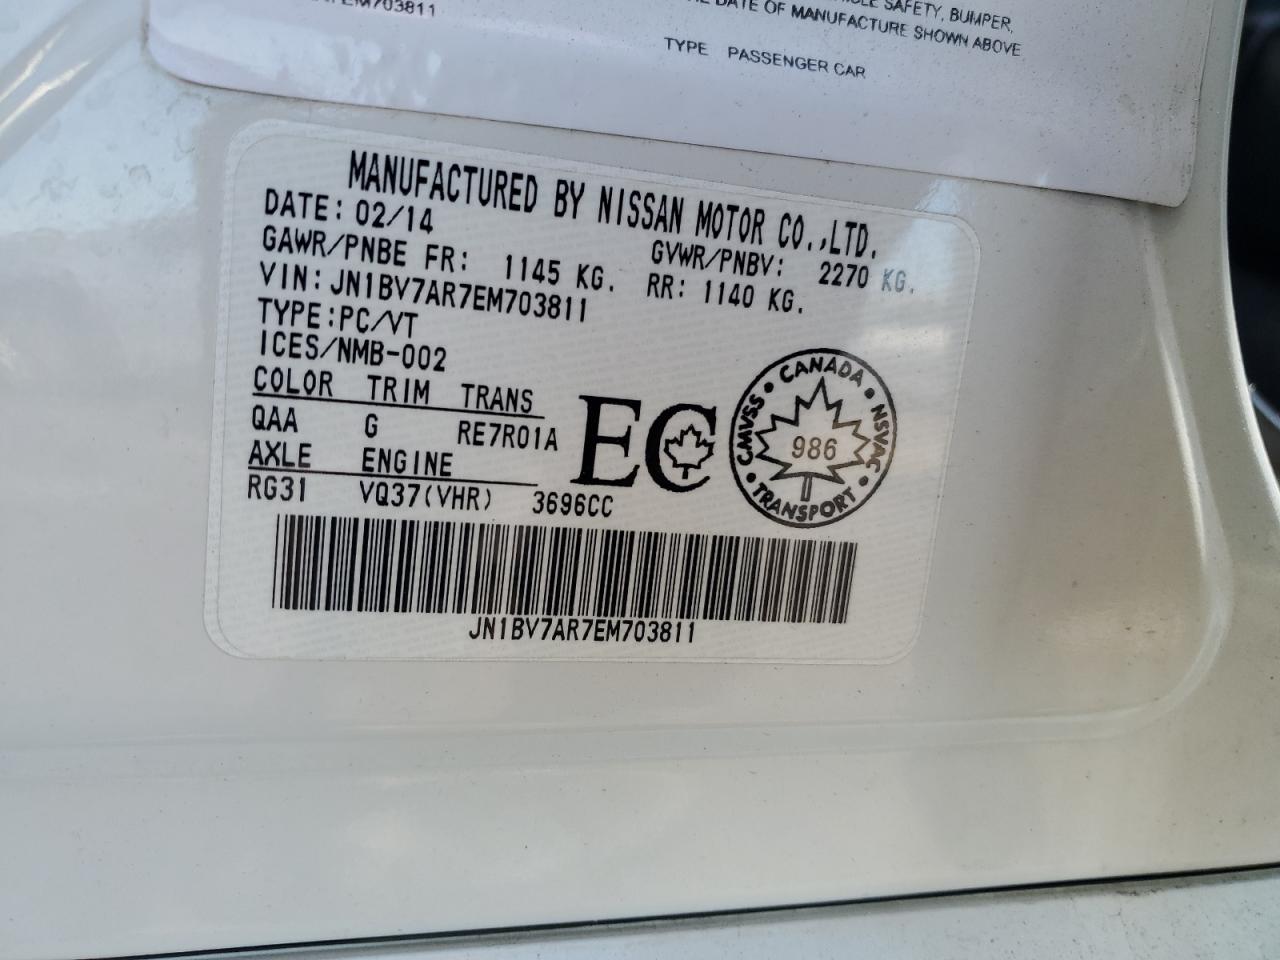 EM703811
SAFETY, BUMPER,
DATE OF MANUFACTURE SHOWN ABOVE
TYPE PASSENGER CAR
MANUFACTURED BY NISSAN MOTOR CO.,LTD.
DATE: 02/14 GVWR/PNBV: 2270 KG.
GAWR/PNBE FR: 1145 KG. RR: 1140 KG.
VIN:JN1BV7AR7EM703811
TYPE:PC/VT
ICES/NMB-002
COLOR TRIM TRANS
QAA G RE7R01A
AXLE ENGINE
RG31 VQ37(VHR) 3696CC
EC
CANADA
CMVSS 986 NSVAC
TRANSPORT
JN1BV7AR7EM703811